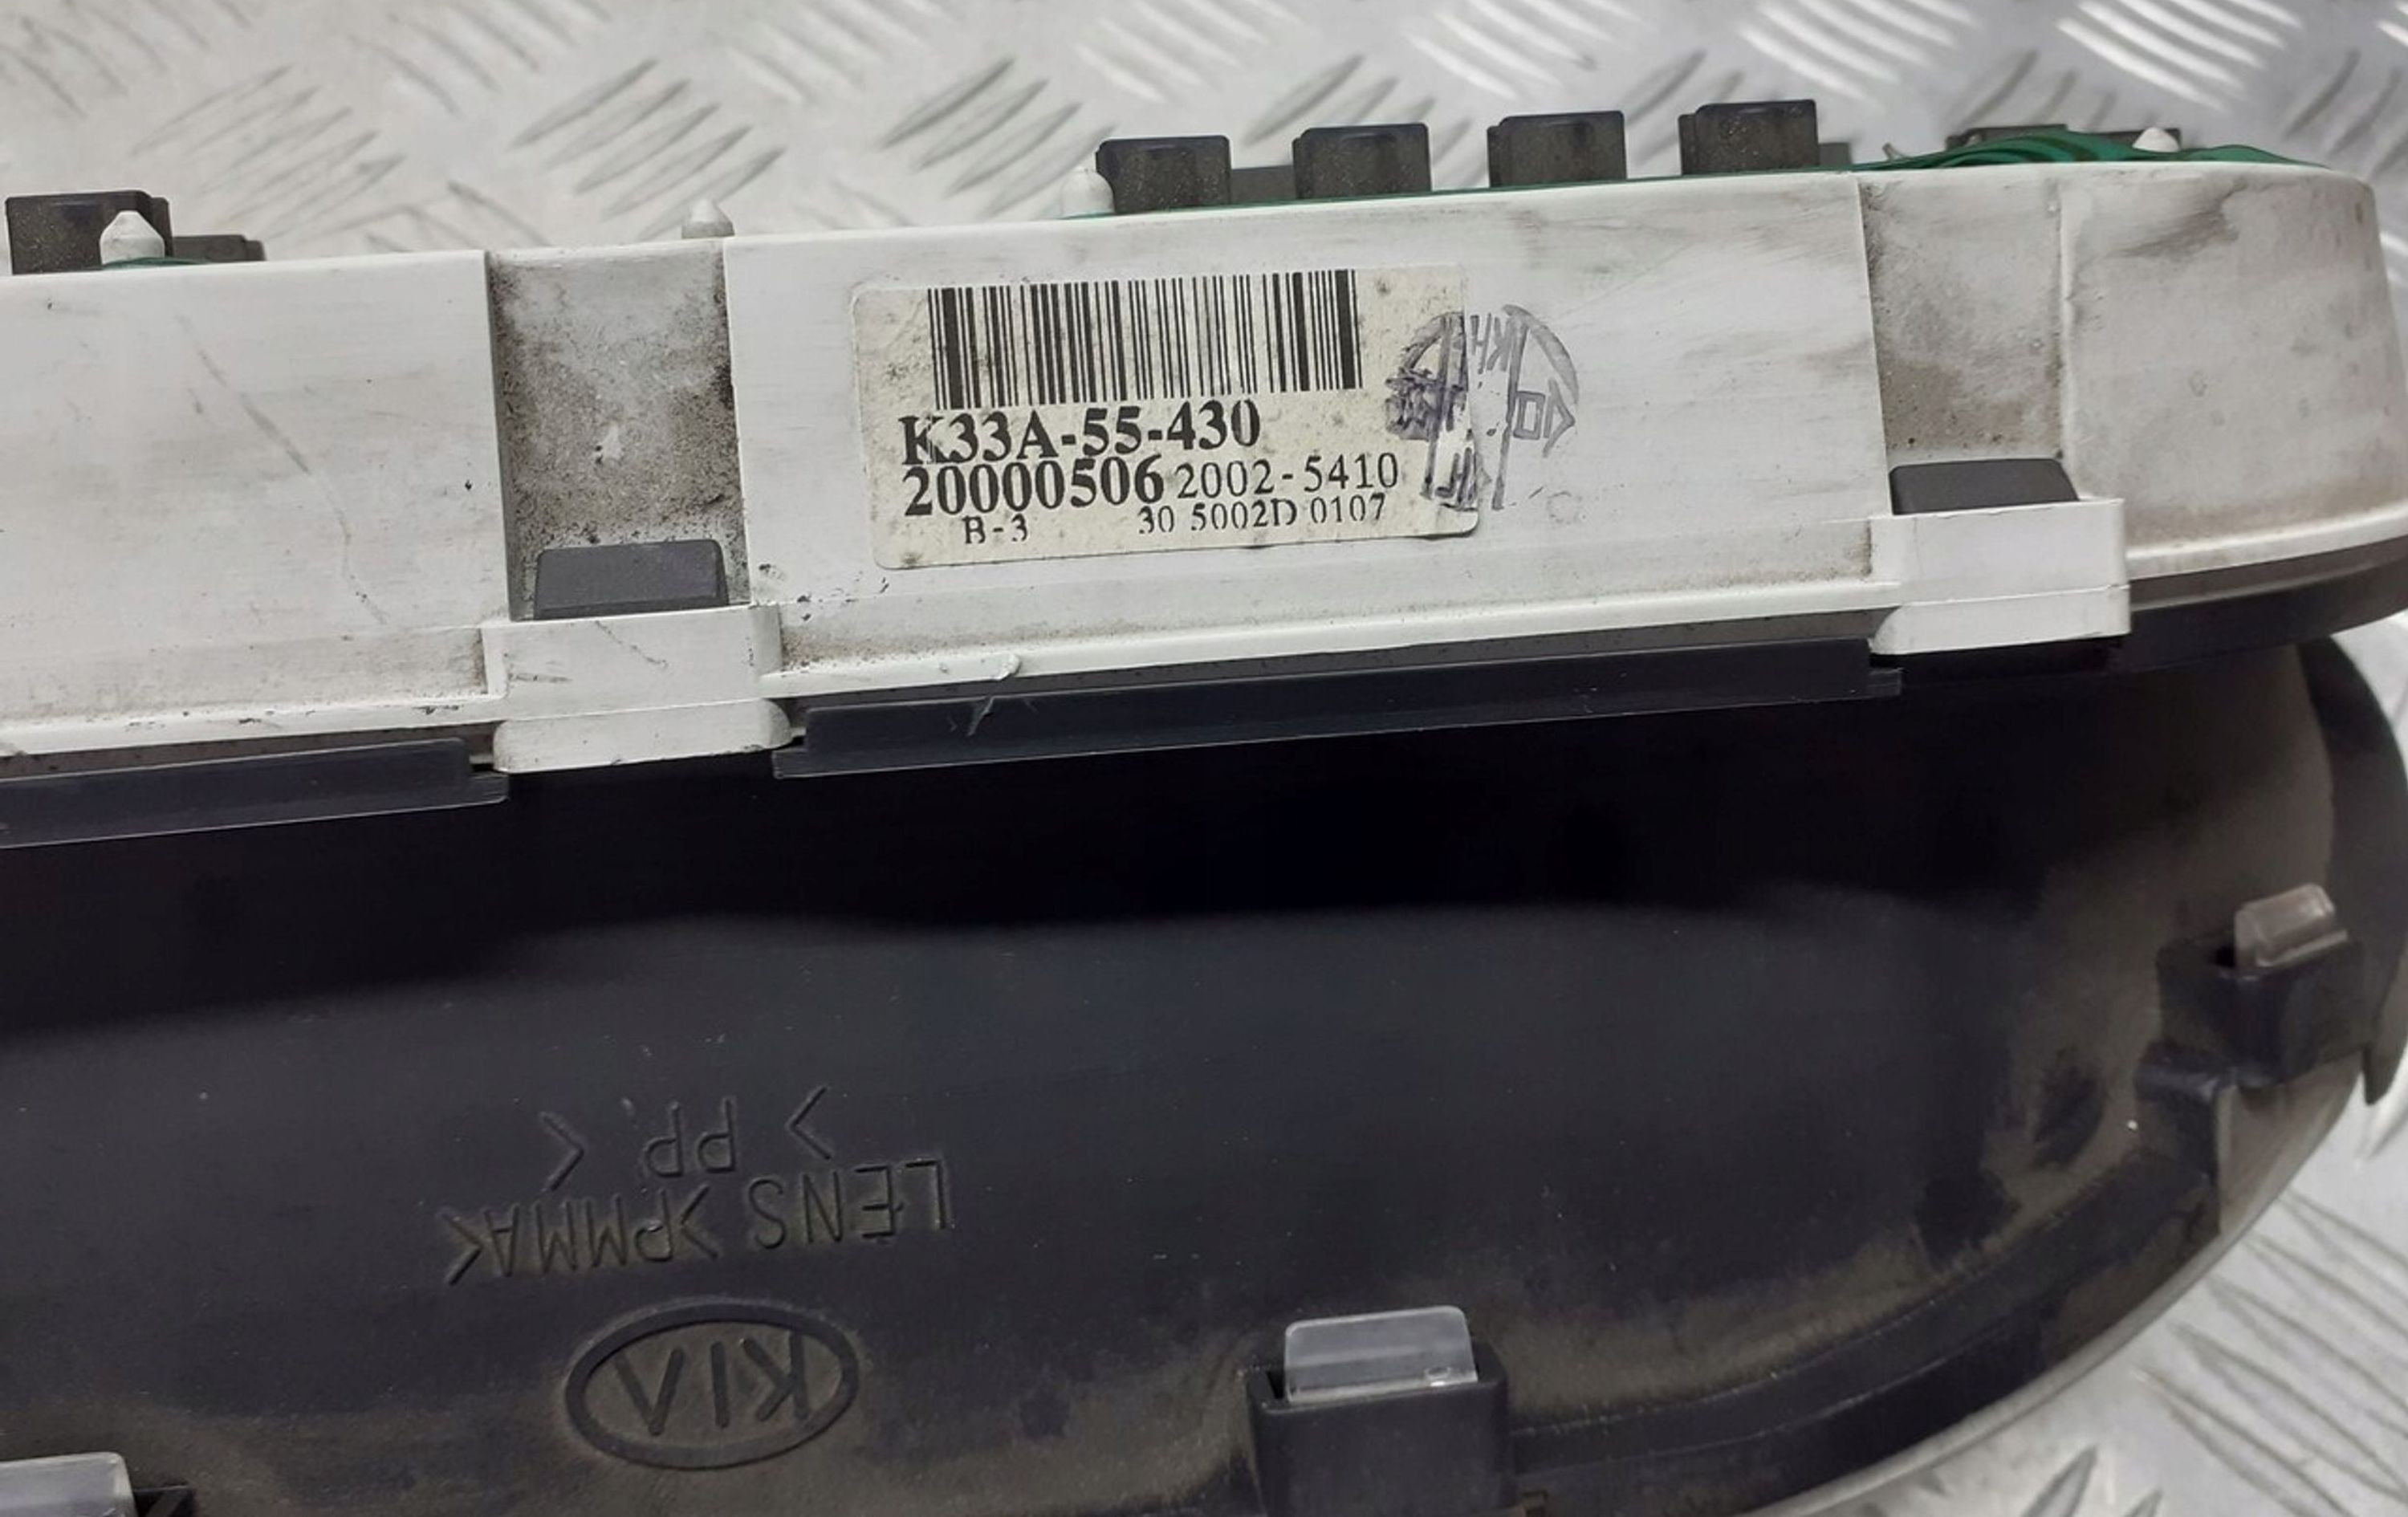 K33A-55-430
20000506 2002-5410
B-3 30 5002D 0107
> PP <
LENS >PMMA<
KIA